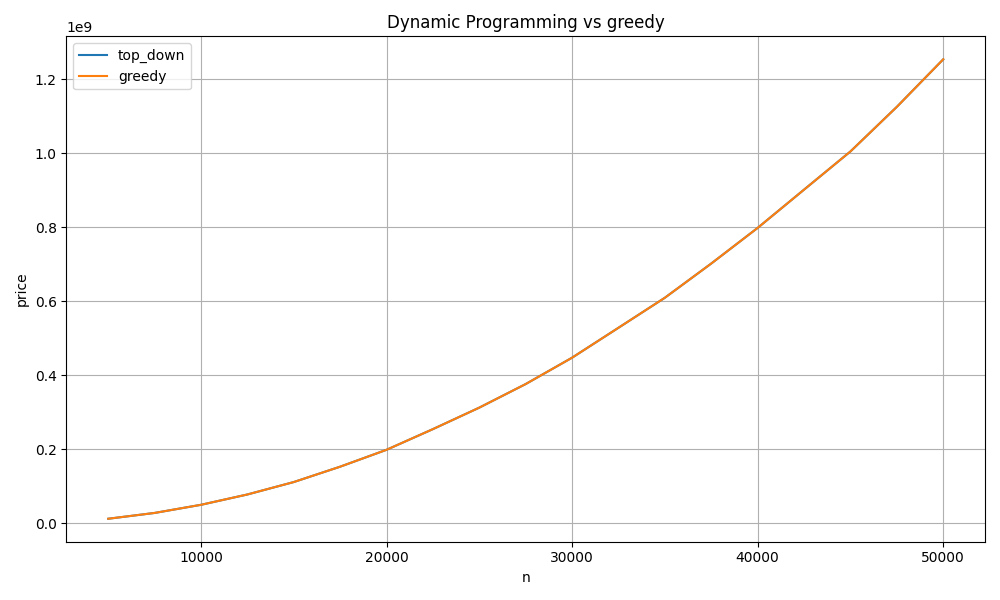 Dynamic Programming vs greedy
1e9
top_down
greedy
1.2
1.0
0.8
0.6
0.4
0.2
0.0
price
10000 20000 30000 40000 50000
n